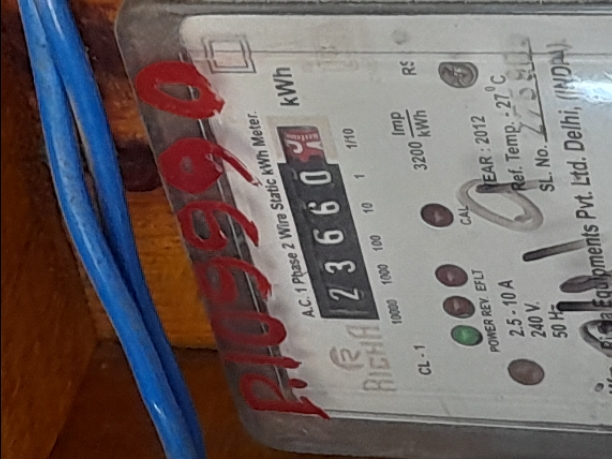 A.C. 1 Phase 2 Wire Static kWh Meter.
RICHA
2 3 6 6 0
kWh
10000 1000 100 10 1 1/10
CL - 1
3200 Imp/kWh
RS
POWER REV. EFLT
CAL
2.5 - 10 A
240 V.
50 Hz
YEAR : 2012
Ref. Temp. : 27°C
SL. No.
Equipments Pvt. Ltd. Delhi, (INDIA)